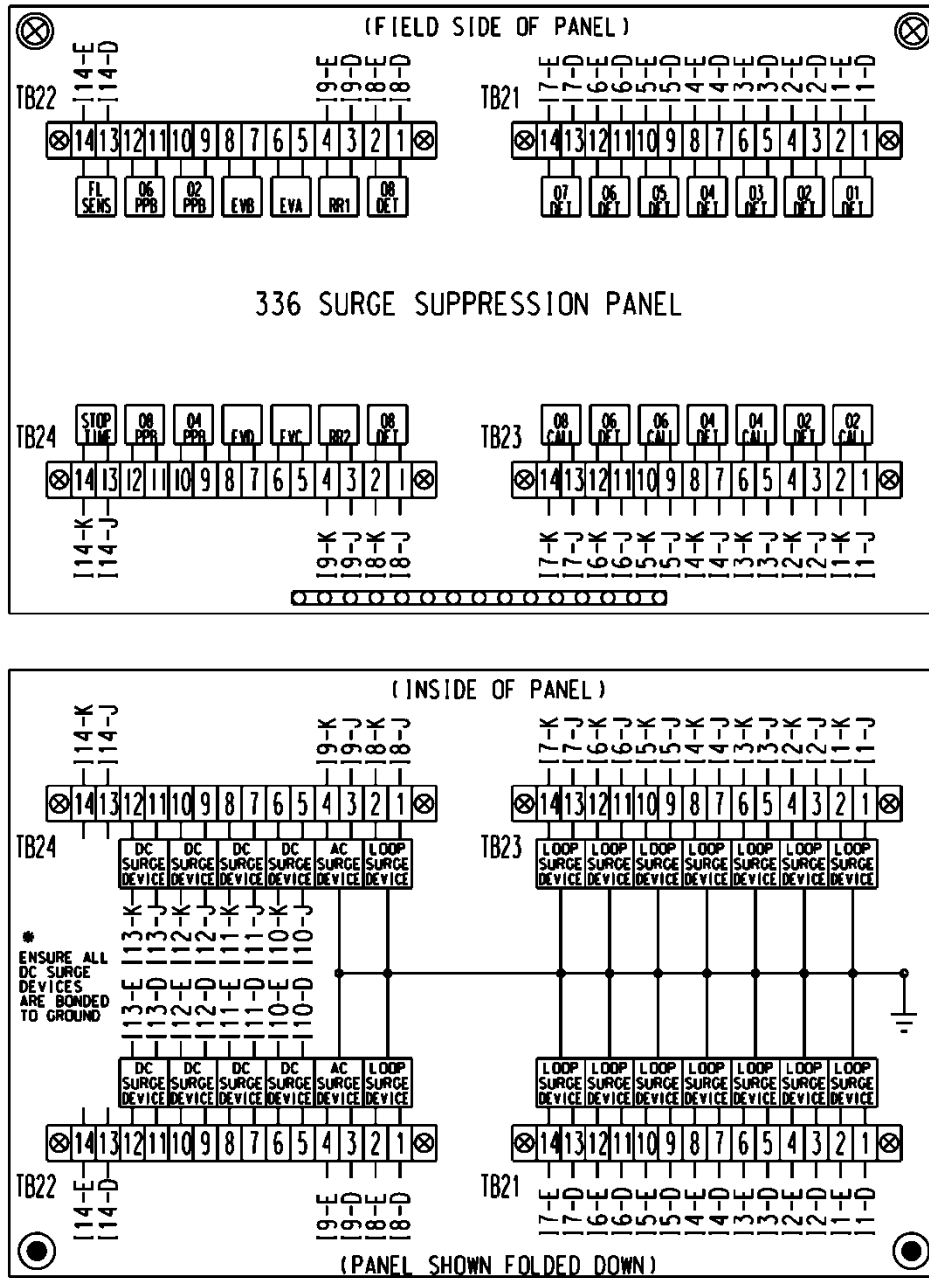 (FIELD SIDE OF PANEL)
I14-E I14-D I9-E I9-D I8-E I8-D
TB22
14 13 12 11 10 9 8 7 6 5 4 3 2 1
FL SENS
06 PPB
02 PPB
EVB
EVA
RR1
08 DET
I7-E I7-D I6-E I6-D I5-E I5-D I4-E I4-D I3-E I3-D I2-E I2-D I1-E I1-D
TB21
14 13 12 11 10 9 8 7 6 5 4 3 2 1
07 DET
06 DET
05 DET
04 DET
03 DET
02 DET
01 DET
336 SURGE SUPPRESSION PANEL
TB24
STOP TIME
08 PPB
04 PPB
EVD
EVC
RR2
08 DET
14 13 12 11 10 9 8 7 6 5 4 3 2 1
I14-K I14-J I9-K I9-J I8-K I8-J
TB23
08 CALL
06 DET
06 CALL
04 DET
04 CALL
02 DET
02 CALL
14 13 12 11 10 9 8 7 6 5 4 3 2 1
I7-K I7-J I6-K I6-J I5-K I5-J I4-K I4-J I3-K I3-J I2-K I2-J I1-K I1-J
(INSIDE OF PANEL)
I14-K I14-J I9-K I9-J I8-K I8-J
14 13 12 11 10 9 8 7 6 5 4 3 2 1
TB24
DC SURGE DEVICE
DC SURGE DEVICE
DC SURGE DEVICE
DC SURGE DEVICE
AC SURGE DEVICE
LOOP SURGE DEVICE
I13-K I13-J I12-K I12-J I11-K I11-J I10-K I10-J
I7-K I7-J I6-K I6-J I5-K I5-J I4-K I4-J I3-K I3-J I2-K I2-J I1-K I1-J
14 13 12 11 10 9 8 7 6 5 4 3 2 1
TB23
LOOP SURGE DEVICE
LOOP SURGE DEVICE
LOOP SURGE DEVICE
LOOP SURGE DEVICE
LOOP SURGE DEVICE
LOOP SURGE DEVICE
LOOP SURGE DEVICE
*
ENSURE ALL
DC SURGE
DEVICES
ARE BONDED
TO GROUND
I13-E I13-D I12-E I12-D I11-E I11-D I10-E I10-D
DC SURGE DEVICE
DC SURGE DEVICE
DC SURGE DEVICE
DC SURGE DEVICE
AC SURGE DEVICE
LOOP SURGE DEVICE
14 13 12 11 10 9 8 7 6 5 4 3 2 1
TB22
I14-E I14-D I9-E I9-D I8-E I8-D
LOOP SURGE DEVICE
LOOP SURGE DEVICE
LOOP SURGE DEVICE
LOOP SURGE DEVICE
LOOP SURGE DEVICE
LOOP SURGE DEVICE
LOOP SURGE DEVICE
14 13 12 11 10 9 8 7 6 5 4 3 2 1
TB21
I7-E I7-D I6-E I6-D I5-E I5-D I4-E I4-D I3-E I3-D I2-E I2-D I1-E I1-D
(PANEL SHOWN FOLDED DOWN)